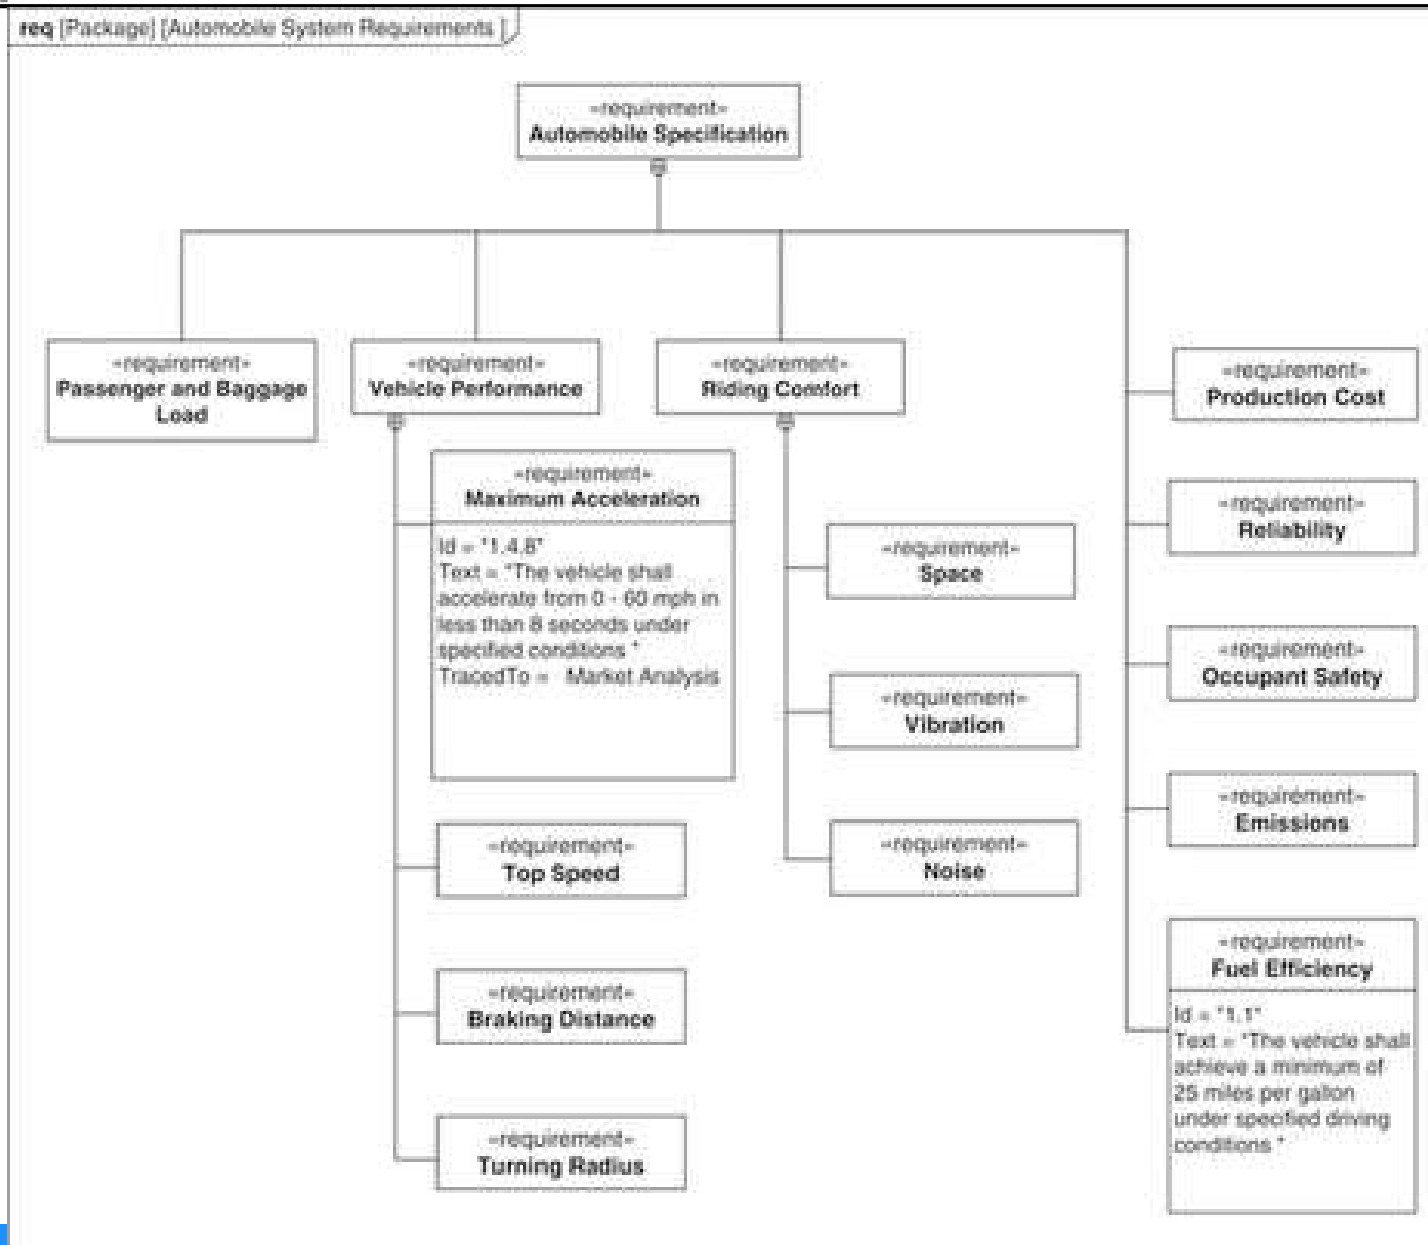 req [Package] [Automobile System Requirements ]
«requirement»
Automobile Specification
«requirement»
Passenger and Baggage
Load
«requirement»
Vehicle Performance
«requirement»
Riding Comfort
«requirement»
Production Cost
«requirement»
Maximum Acceleration
Id = "1.4.8"
Text = "The vehicle shall
accelerate from 0 - 60 mph in
less than 8 seconds under
specified conditions "
TracedTo = Market Analysis
«requirement»
Reliability
«requirement»
Space
«requirement»
Occupant Safety
«requirement»
Vibration
«requirement»
Emissions
«requirement»
Top Speed
«requirement»
Noise
«requirement»
Fuel Efficiency
Id = "1.1"
Text = "The vehicle shall
achieve a minimum of
25 miles per gallon
under specified driving
conditions "
«requirement»
Braking Distance
«requirement»
Turning Radius